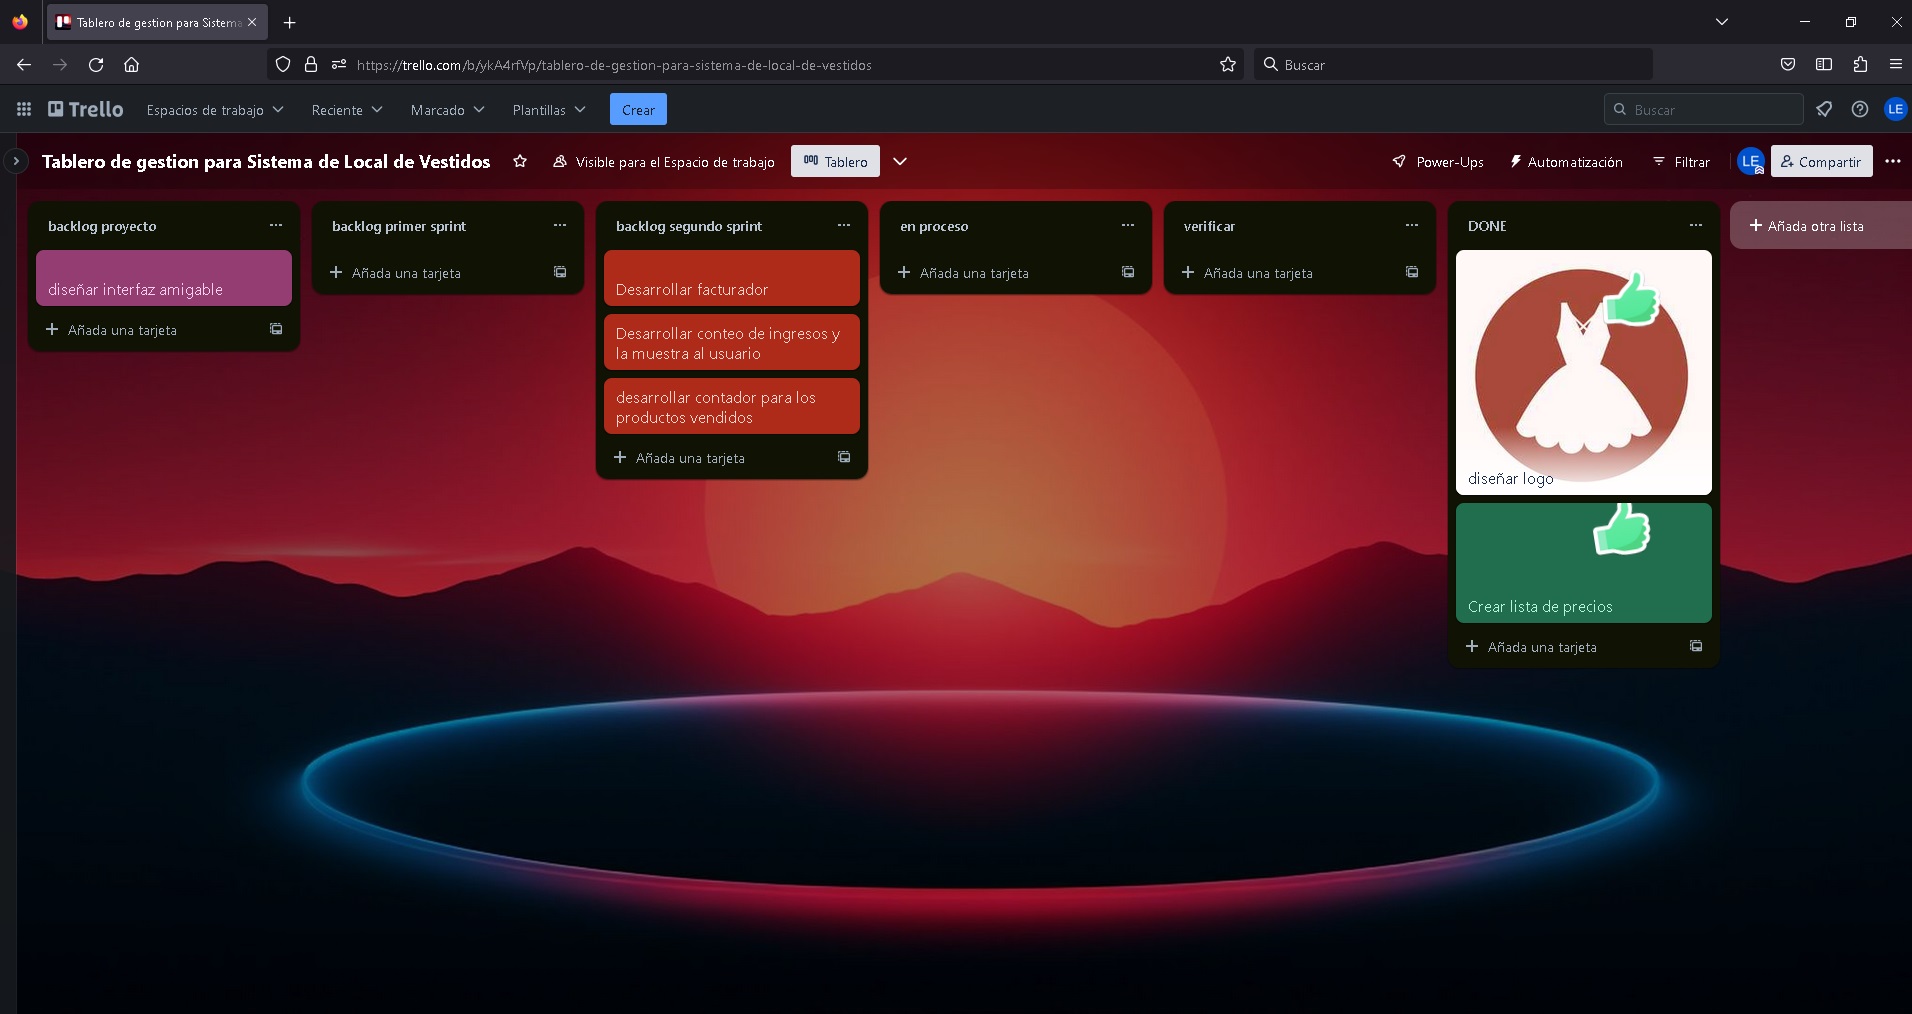 Tablero de gestion para Sistema
https://trello.com/b/ykA4rfVp/tablero-de-gestion-para-sistema-de-local-de-vestidos
Buscar
Trello
Espacios de trabajo
Reciente
Marcado
Plantillas
Crear
Buscar
LE
Tablero de gestion para Sistema de Local de Vestidos
Visible para el Espacio de trabajo
Tablero
Power-Ups
Automatización
Filtrar
LE
Compartir
backlog proyecto
diseñar interfaz amigable
Añada una tarjeta
backlog primer sprint
Añada una tarjeta
backlog segundo sprint
Desarrollar facturador
Desarrollar conteo de ingresos y
la muestra al usuario
desarrollar contador para los
productos vendidos
Añada una tarjeta
en proceso
Añada una tarjeta
verificar
Añada una tarjeta
DONE
diseñar logo
Crear lista de precios
Añada una tarjeta
Añada otra lista